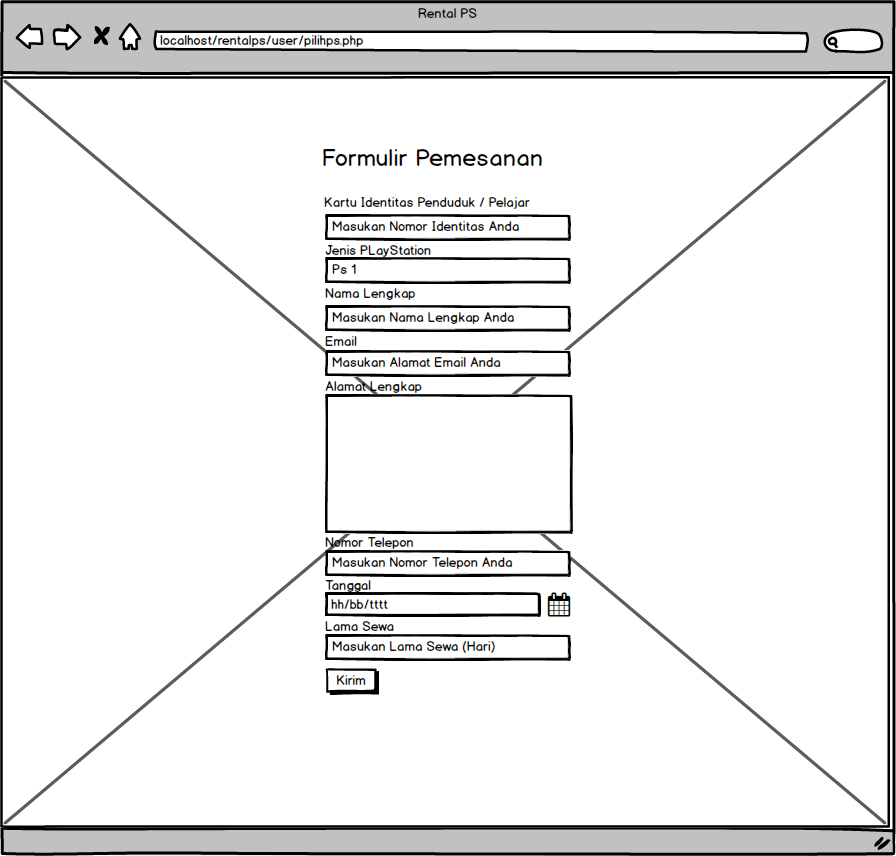 Rental PS
localhost/rentalps/user/pilihps.php
Formulir Pemesanan
Kartu Identitas Penduduk / Pelajar
Masukan Nomor Identitas Anda
Jenis PLayStation
Ps 1
Nama Lengkap
Masukan Nama Lengkap Anda
Email
Masukan Alamat Email Anda
Alamat Lengkap
Nomor Telepon
Masukan Nomor Telepon Anda
Tanggal
hh/bb/tttt
Lama Sewa
Masukan Lama Sewa (Hari)
Kirim